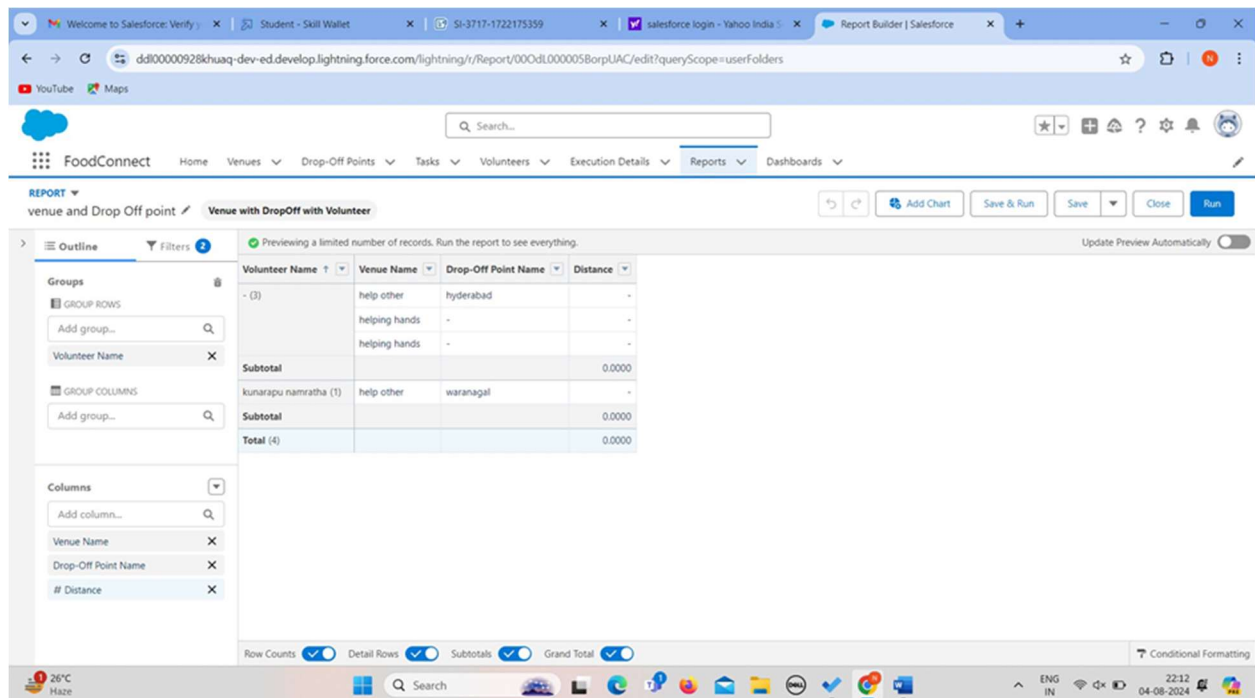 Welcome to Salesforce: Verify y
Student - Skill Wallet
SI-3717-1722175359
salesforce login - Yahoo India S
Report Builder | Salesforce
ddl00000928khuaq-dev-ed.develop.lightning.force.com/lightning/r/Report/00OdL000005BorpUAC/edit?queryScope=userFolders
N
YouTube Maps
Search...
FoodConnect Home Venues Drop-Off Points Tasks Volunteers Execution Details Reports Dashboards
REPORT
venue and Drop Off point Venue with DropOff with Volunteer
Add Chart Save & Run Save Close Run
Outline Filters 2
Previewing a limited number of records. Run the report to see everything.
Update Preview Automatically
Groups
GROUP ROWS
Add group...
Volunteer Name
GROUP COLUMNS
Add group...
Columns
Add column...
Venue Name
Drop-Off Point Name
# Distance
Volunteer Name Venue Name Drop-Off Point Name Distance
- (3) help other hyderabad -
helping hands - -
helping hands - -
Subtotal 0.0000
kunarapu namratha (1) help other waranagal -
Subtotal 0.0000
Total (4) 0.0000
Row Counts Detail Rows Subtotals Grand Total
Conditional Formatting
26°C
Haze
Search
ENG
IN
22:12
04-08-2024